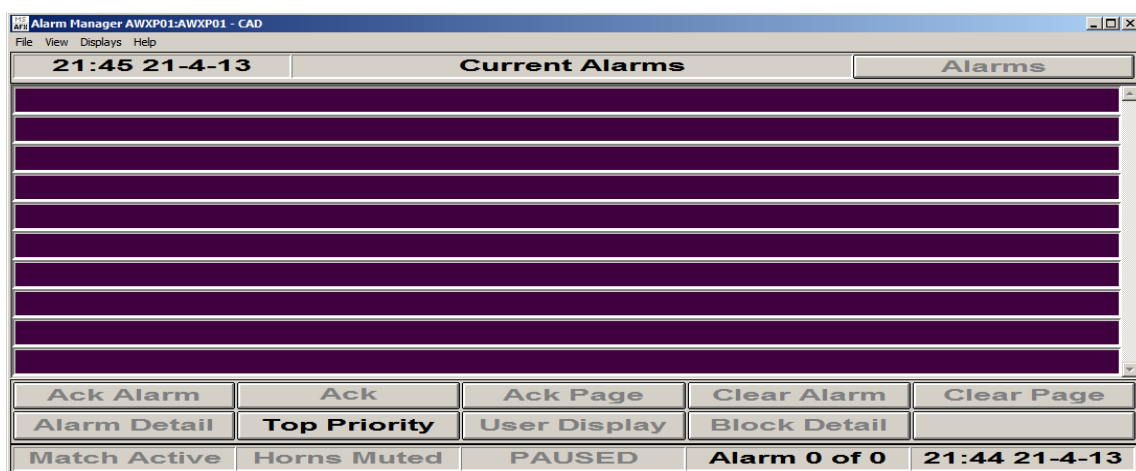 MS
AFII Alarm Manager AWXP01:AWXP01 - CAD
File View Displays Help
21:45 21-4-13 Current Alarms Alarms
Ack Alarm Ack Ack Page Clear Alarm Clear Page
Alarm Detail Top Priority User Display Block Detail
Match Active Horns Muted PAUSED Alarm 0 of 0 21:44 21-4-13